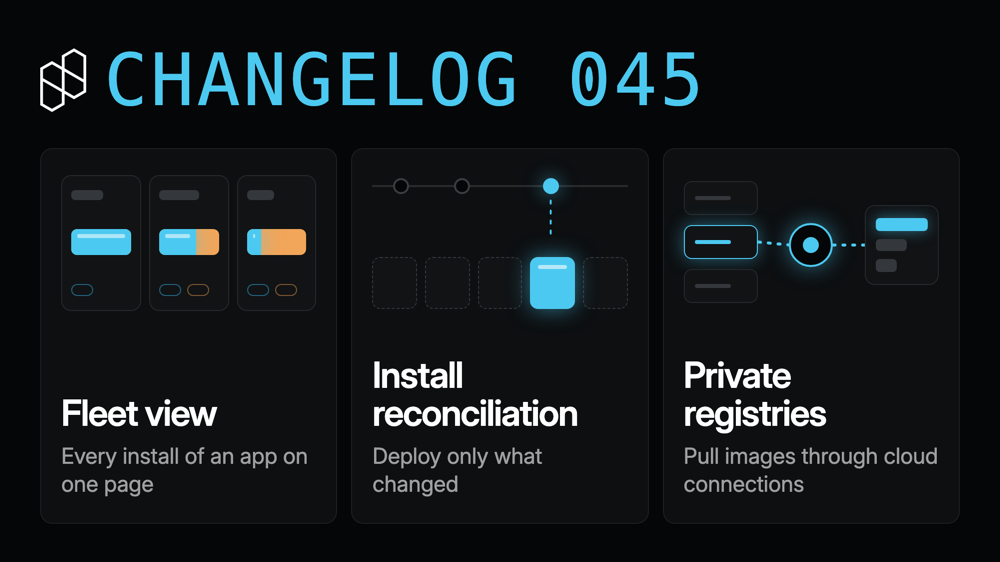 CHANGELOG 045
Fleet view
Every install of an app on
one page
Install
reconciliation
Deploy only what
changed
Private
registries
Pull images through cloud
connections